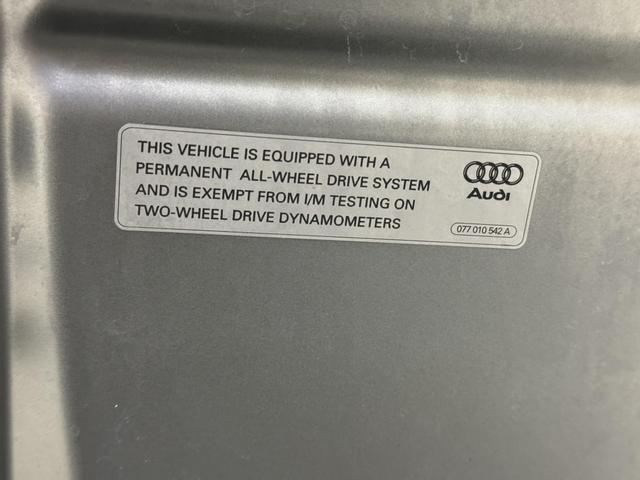 THIS VEHICLE IS EQUIPPED WITH A
PERMANENT ALL-WHEEL DRIVE SYSTEM
AND IS EXEMPT FROM I/M TESTING ON
TWO-WHEEL DRIVE DYNAMOMETERS
Audi
077 010 542 A